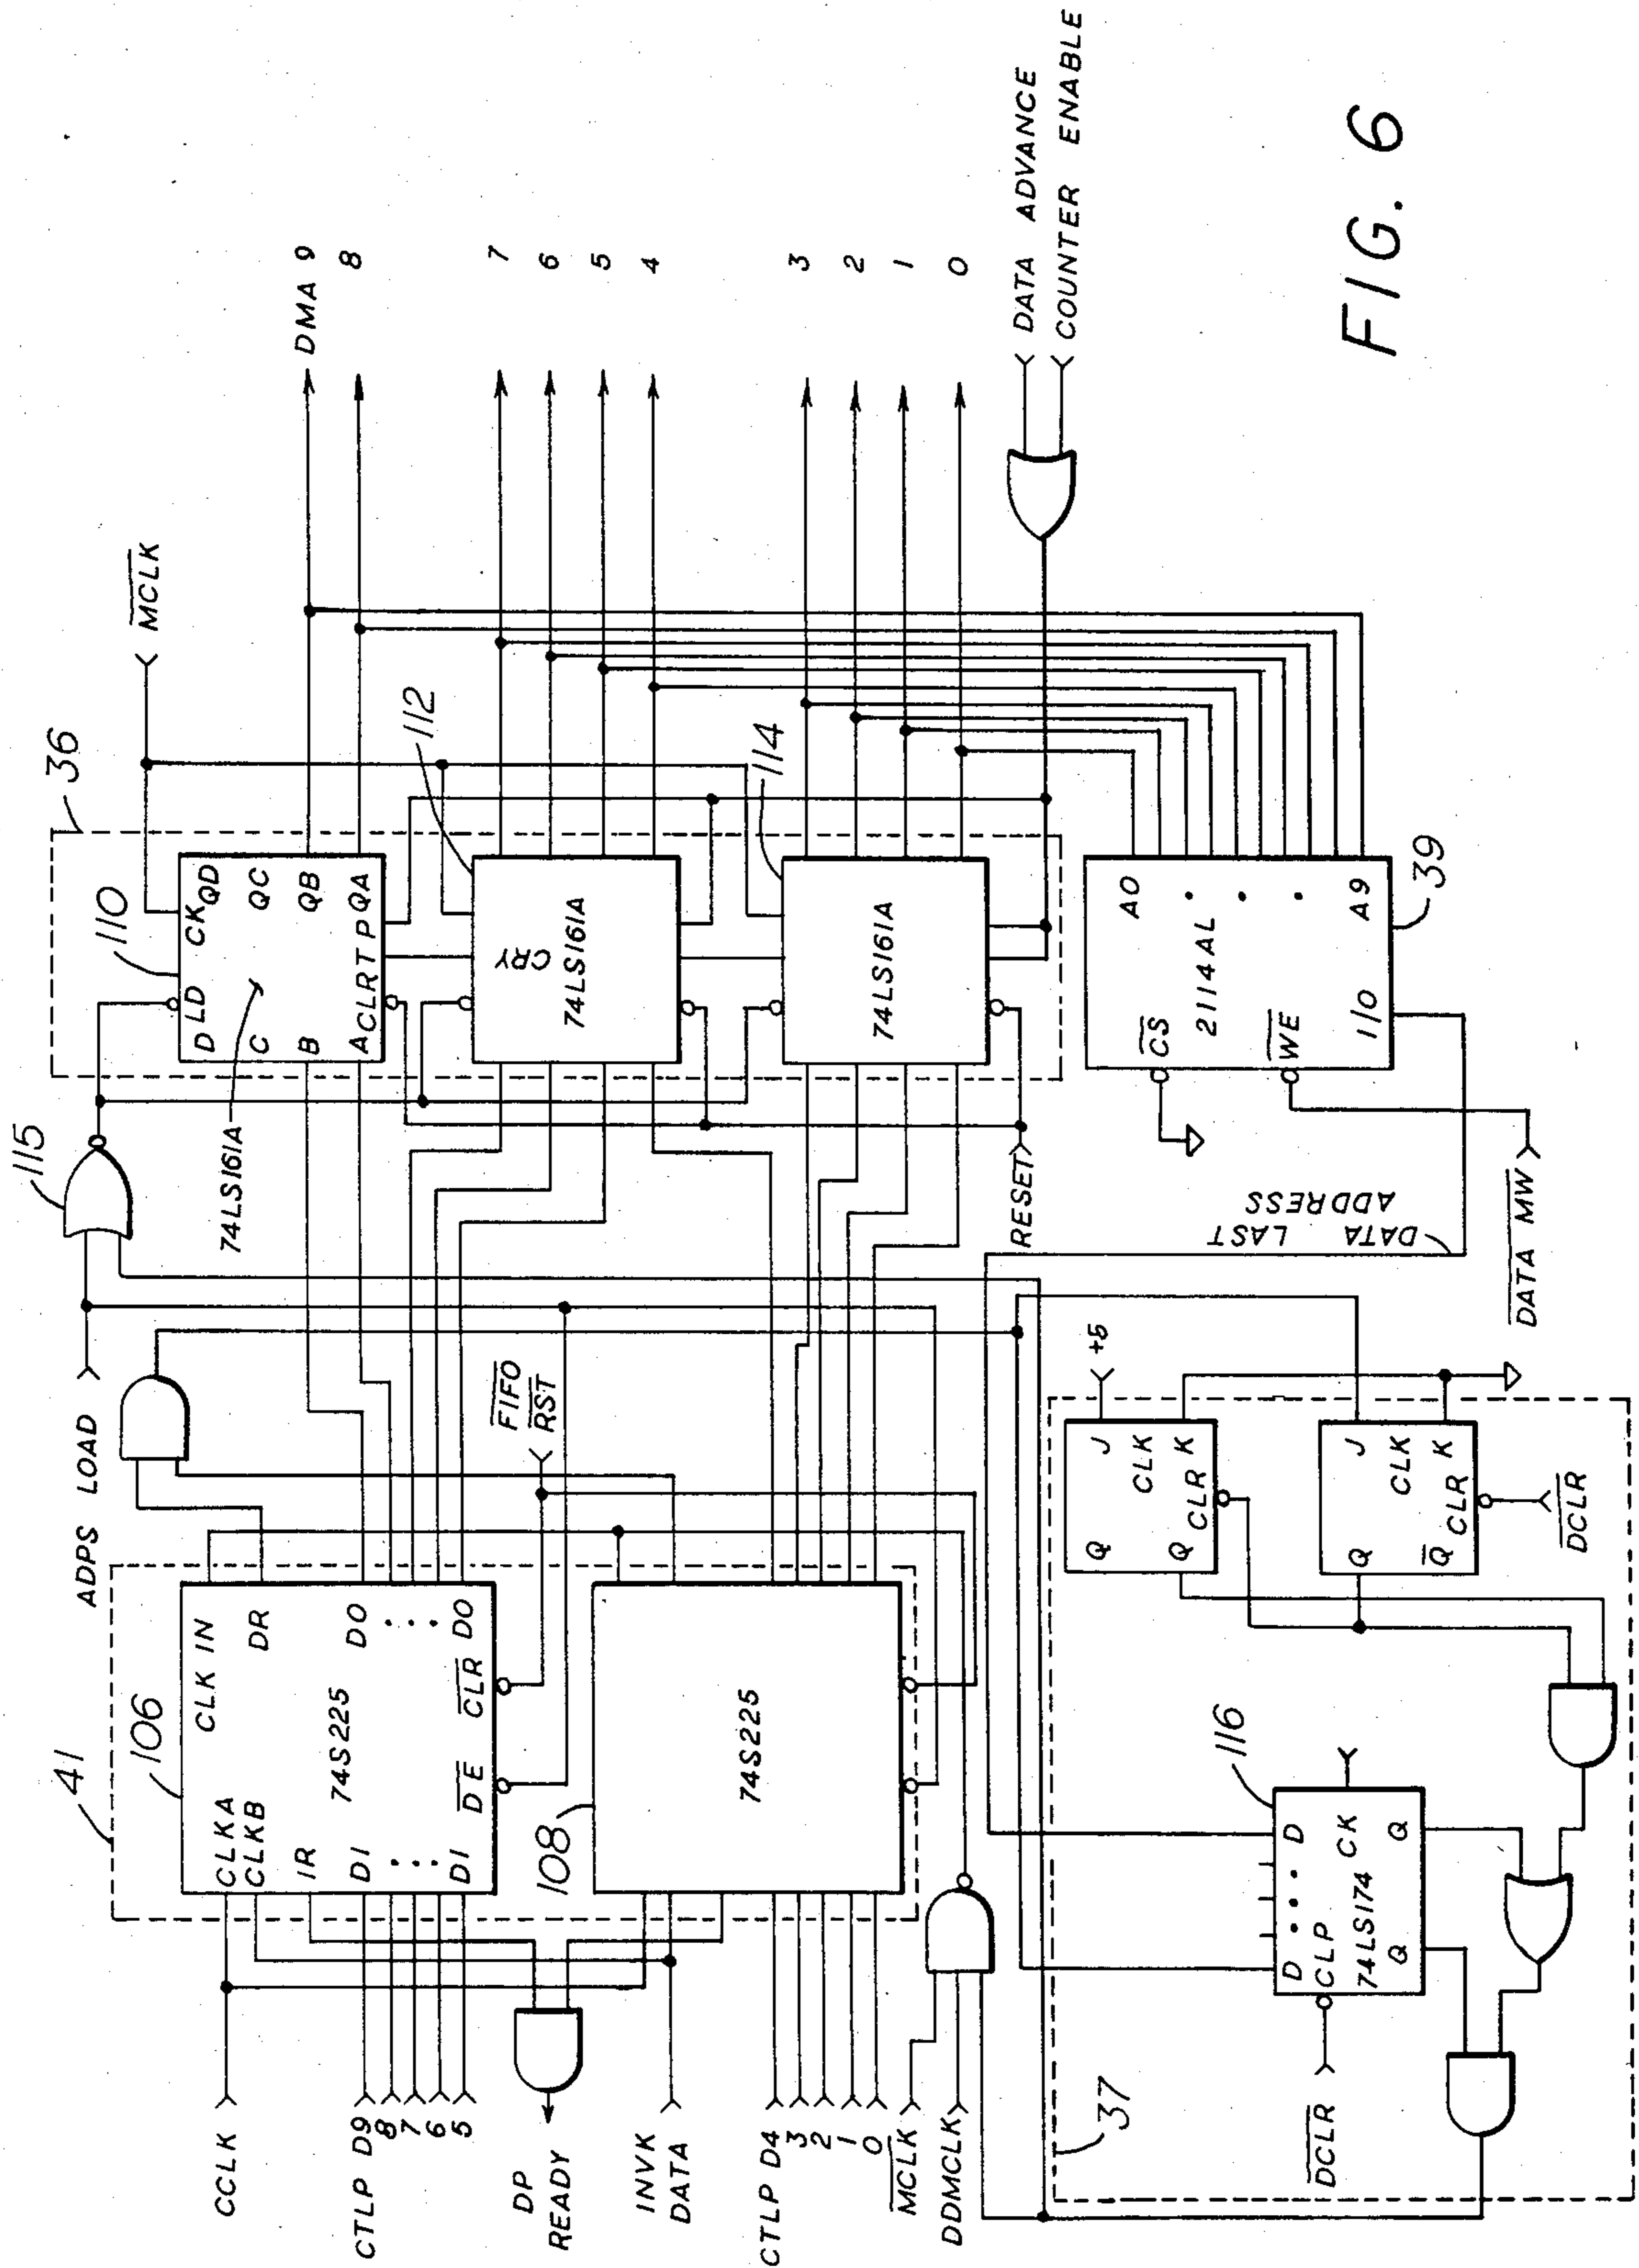 41
106
CLKA
CLKB
IR
DI
DI
CLK IN
DR
DO
DO
74S225
DE
CLR
108
74S225
CCLK
CTLP D9
8
7
6
5
DP
READY
INVK
DATA
CTLP D4
3
2
1
0
MCLK
DDMCLK
ADPS LOAD
FIFO
RST
115
74LS161A
36
110
D
LD
CK
QD
C
QC
B
QB
A
CLR
T
P
QA
MCLK
112
CRY
74LS161A
114
74LS161A
RESET
DMA 9
8
7
6
5
4
3
2
1
0
DATA ADVANCE
COUNTER ENABLE
A0
CS
2114AL
WE
I/O
A9
39
DATA LAST
ADDRESS
DATA MW
37
DCLR
116
D
D
CLP
CK
74LS174
Q
Q
+5
Q
J
CLK
Q
CLR
K
Q
J
CLK
Q
CLR
K
DCLR
FIG. 6